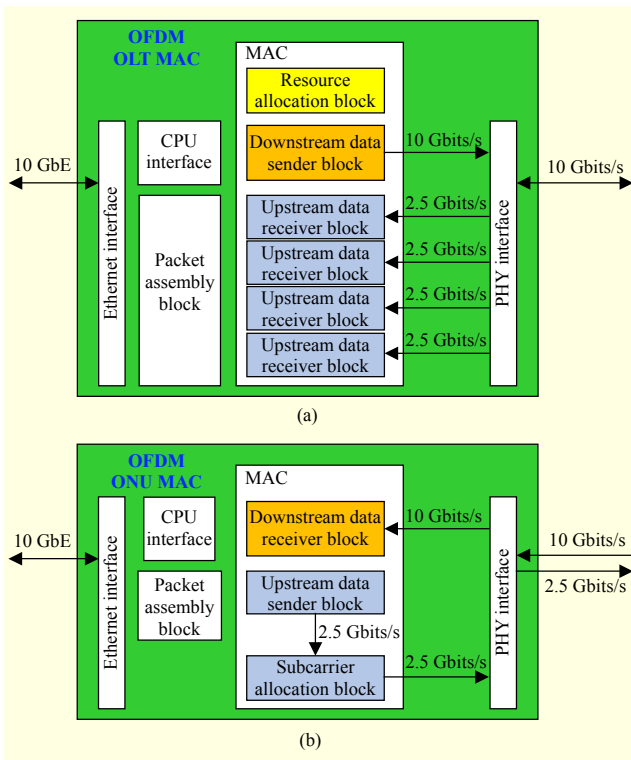 OFDM
OLT MAC
MAC
Resource
allocation block
CPU
interface
Downstream data
sender block
10 Gbits/s
10 GbE
10 Gbits/s
Ethernet interface
Packet
assembly
block
Upstream data
receiver block
2.5 Gbits/s
Upstream data
receiver block
2.5 Gbits/s
Upstream data
receiver block
2.5 Gbits/s
Upstream data
receiver block
2.5 Gbits/s
PHY interface
(a)
OFDM
ONU MAC
MAC
CPU
interface
Downstream data
receiver block
10 Gbits/s
10 GbE
10 Gbits/s
2.5 Gbits/s
Ethernet interface
Packet
assembly
block
Upstream data
sender block
2.5 Gbits/s
Subcarrier
allocation block
2.5 Gbits/s
PHY interface
(b)